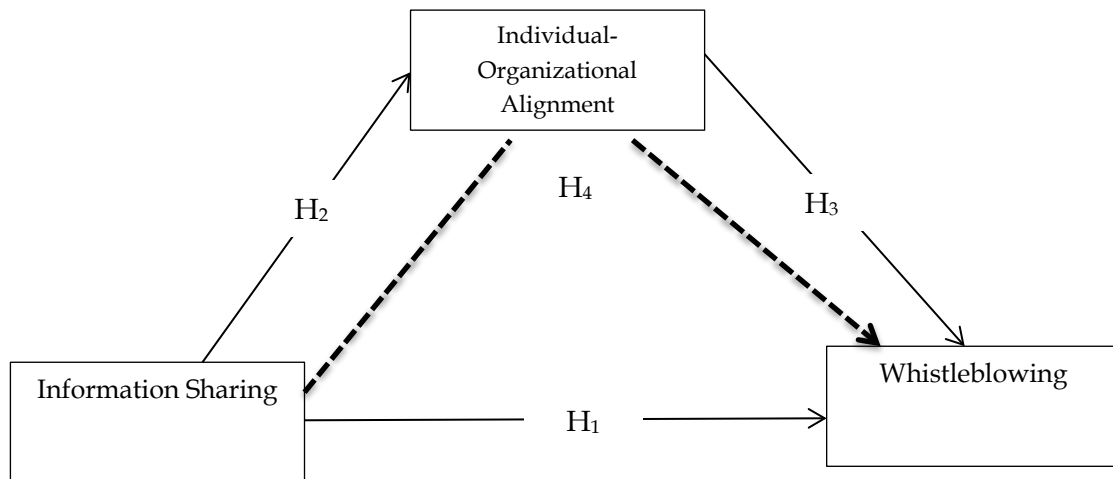 Individual-
Organizational
Alignment
H₄
H₂
H₃
Information Sharing
Whistleblowing
H₁